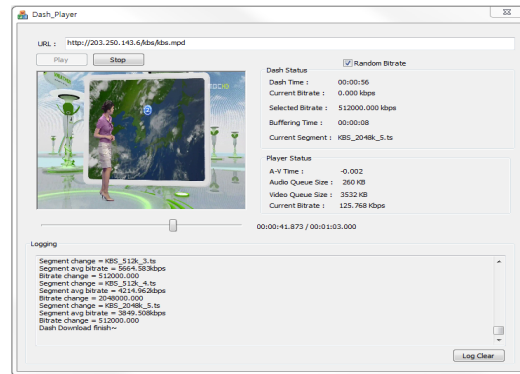 Dash_Player
URL : http://203.250.143.6/kbs/kbs.mpd
Play Stop
Random Bitrate
Dash Status
Dash Time : 00:00:56
Current Bitrate : 0.000 kbps
Selected Bitrate : 512000.000 kbps
Buffering Time : 00:00:08
Current Segment : KBS_2048k_5.ts
Player Status
A-V Time : -0.002
Audio Queue Size : 260 KB
Video Queue Size : 3532 KB
Current Bitrate : 125.768 Kbps
00:00:41.873 / 00:01:03.000
Logging
Segment change = KBS_512k_3.ts
Segment avg bitrate = 5664.583kbps
Bitrate change = 512000.000
Segment change = KBS_512k_4.ts
Segment avg bitrate = 4214.962kbps
Bitrate change = 2048000.000
Segment change = KBS_2048k_5.ts
Segment avg bitrate = 3849.508kbps
Bitrate change = 512000.000
Dash Download finish~
Log Clear